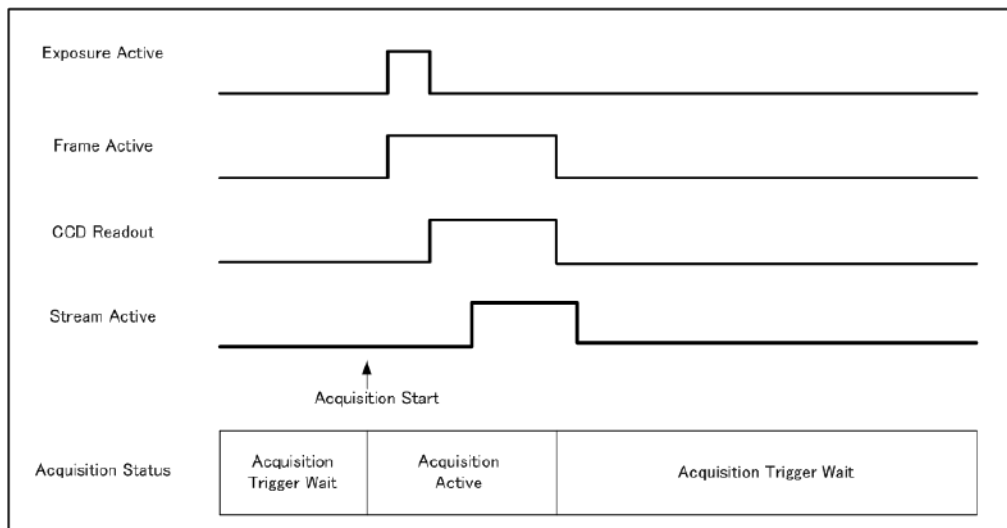 Exposure Active
Frame Active
CCD Readout
Stream Active
Acquisition Start
Acquisition Status
Acquisition
Trigger Wait
Acquisition
Active
Acquisition Trigger Wait